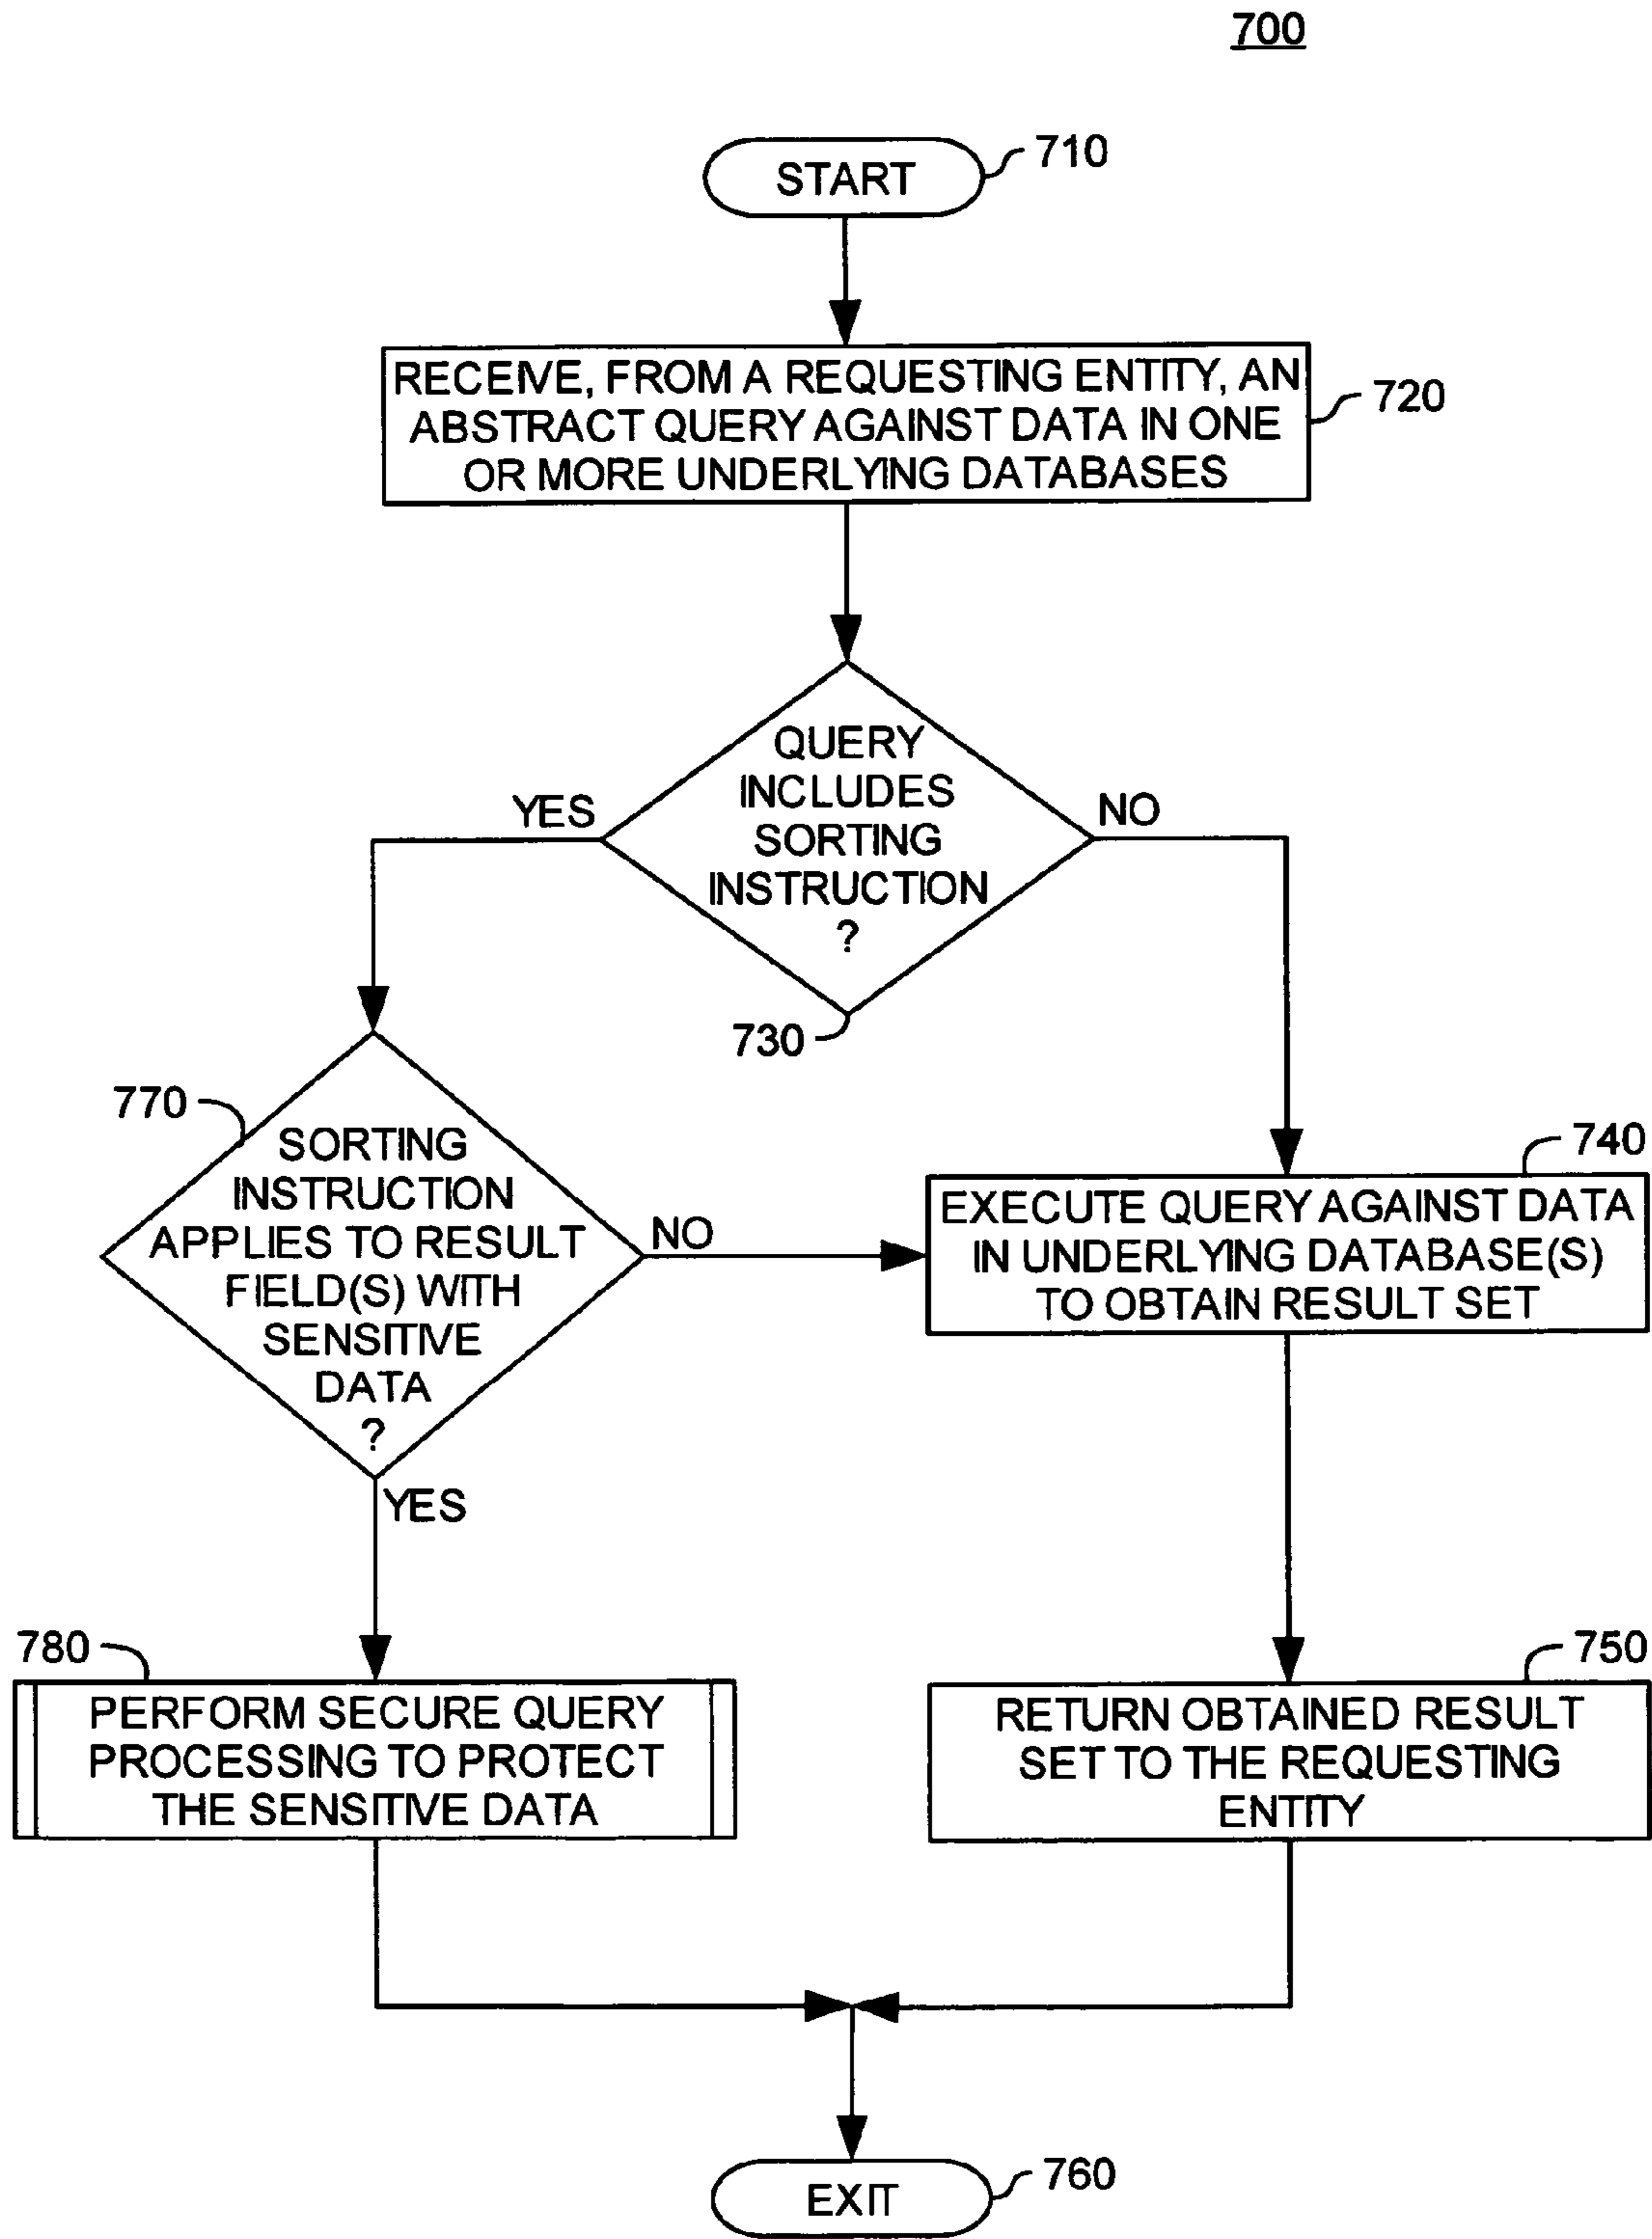 700
START
710
RECEIVE, FROM A REQUESTING ENTITY, AN
ABSTRACT QUERY AGAINST DATA IN ONE
OR MORE UNDERLYING DATABASES
720
QUERY
INCLUDES
SORTING
INSTRUCTION
?
YES
NO
730
770
SORTING
INSTRUCTION
APPLIES TO RESULT
FIELD(S) WITH
SENSITIVE
DATA
?
NO
YES
740
EXECUTE QUERY AGAINST DATA
IN UNDERLYING DATABASE(S)
TO OBTAIN RESULT SET
780
PERFORM SECURE QUERY
PROCESSING TO PROTECT
THE SENSITIVE DATA
750
RETURN OBTAINED RESULT
SET TO THE REQUESTING
ENTITY
EXIT
760